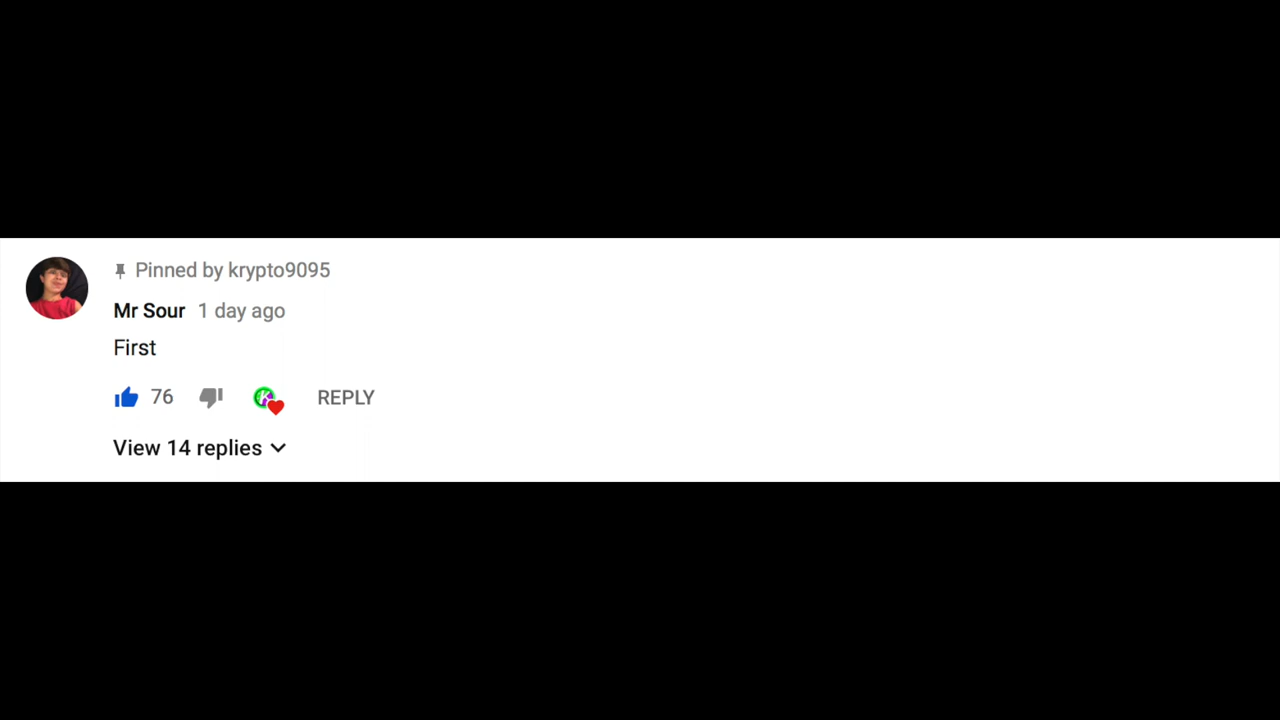 Pinned by krypto9095
Mr Sour 1 day ago
First
76 REPLY
View 14 replies